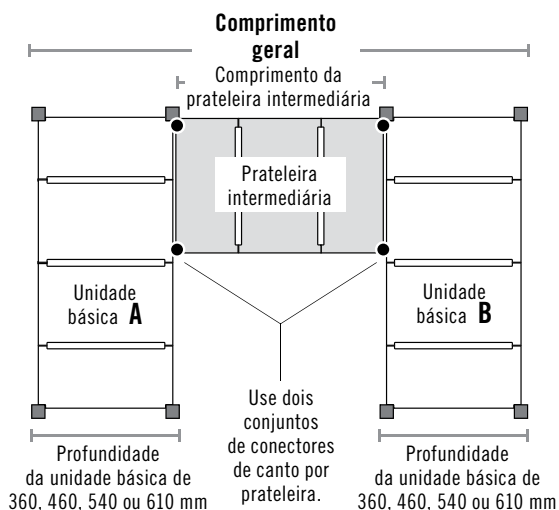 Comprimento
geral
Comprimento da
prateleira intermediária
Prateleira
intermediária
Unidade
básica A
Unidade
básica B
Use dois
conjuntos
de conectores
de canto por
prateleira.
Profundidade
da unidade básica de
360, 460, 540 ou 610 mm
Profundidade
da unidade básica de
360, 460, 540 ou 610 mm